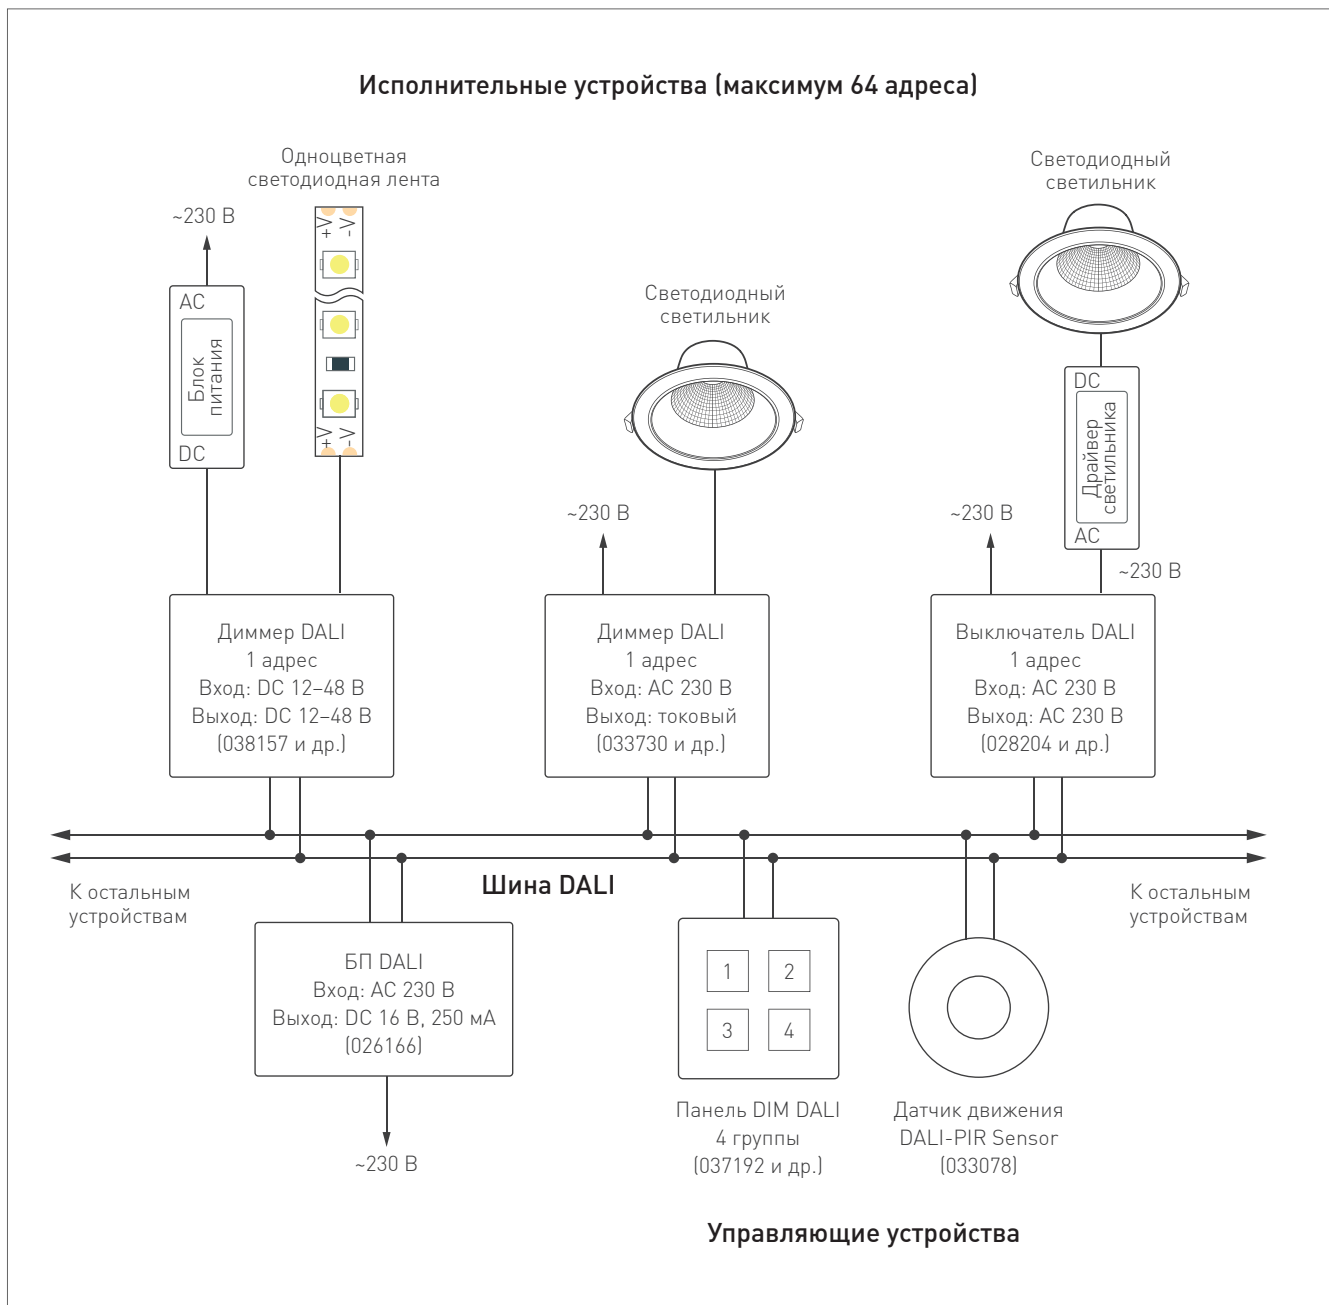 Исполнительные устройства (максимум 64 адреса)
Одноцветная
светодиодная лента
~230 В
AC
Блок
питания
DC
+V
-V
+V
-V
Светодиодный
светильник
~230 В
Светодиодный
светильник
DC
Драйвер
светильника
AC
~230 В
~230 В
Диммер DALI
1 адрес
Вход: DC 12–48 В
Выход: DC 12–48 В
(038157 и др.)
Диммер DALI
1 адрес
Вход: AC 230 В
Выход: токовый
(033730 и др.)
Выключатель DALI
1 адрес
Вход: AC 230 В
Выход: AC 230 В
(028204 и др.)
К остальным
устройствам
Шина DALI
К остальным
устройствам
БП DALI
Вход: AC 230 В
Выход: DC 16 В, 250 мА
(026166)
~230 В
1 2
3 4
Панель DIM DALI
4 группы
(037192 и др.)
Датчик движения
DALI-PIR Sensor
(033078)
Управляющие устройства